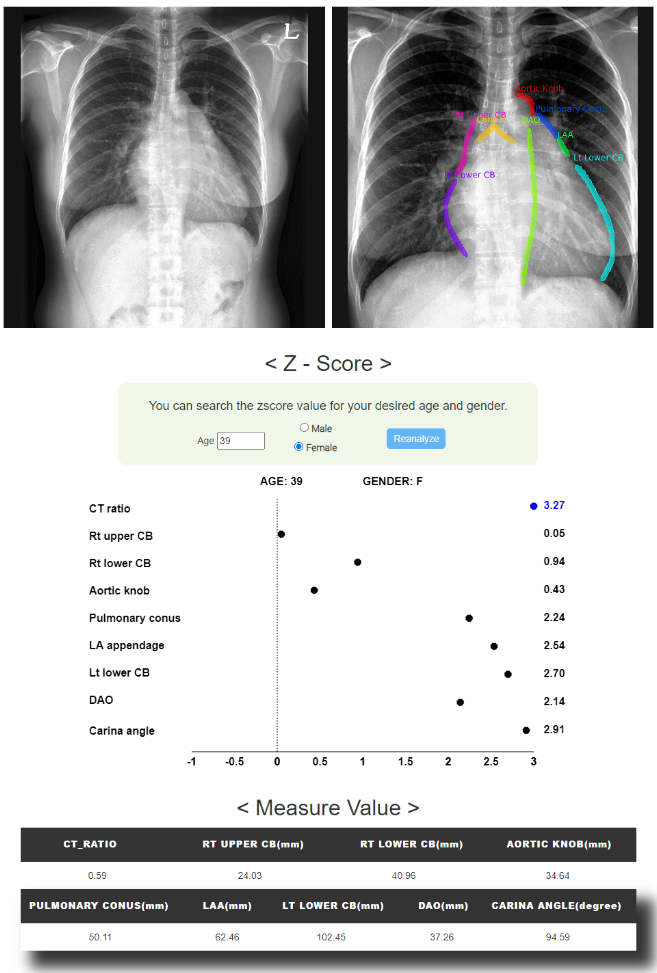 L
Aortic Knob
Pulmonary Conus
Rt Upper CB
DAO
LAA
Lt Lower CB
Rt Lower CB
< Z - Score >
You can search the zscore value for your desired age and gender.
Age 39
Male
Female
Reanalyze
AGE: 39 GENDER: F
CT ratio 3.27
Rt upper CB 0.05
Rt lower CB 0.94
Aortic knob 0.43
Pulmonary conus 2.24
LA appendage 2.54
Lt lower CB 2.70
DAO 2.14
Carina angle 2.91
-1 -0.5 0 0.5 1 1.5 2 2.5 3
< Measure Value >
CT_RATIO RT UPPER CB(mm) RT LOWER CB(mm) AORTIC KNOB(mm)
0.59 24.03 40.96 34.64
PULMONARY CONUS(mm) LAA(mm) LT LOWER CB(mm) DAO(mm) CARINA ANGLE(degree)
50.11 62.46 102.45 37.26 94.59